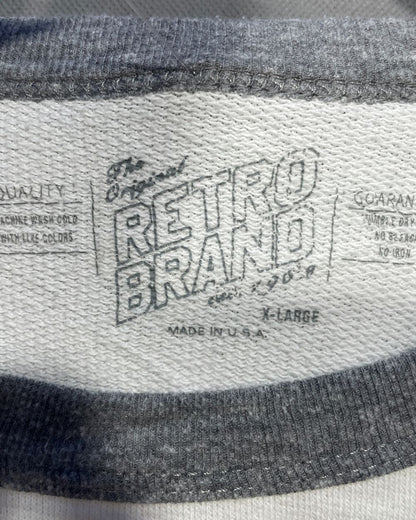 The
Original
RETRO
BRAND
X-LARGE
MADE IN U.S.A.
QUALITY
MACHINE WASH COLD
WITH LIKE COLORS
GUARAN
TUMBLE DRY
NO BLEACH
NO IRON